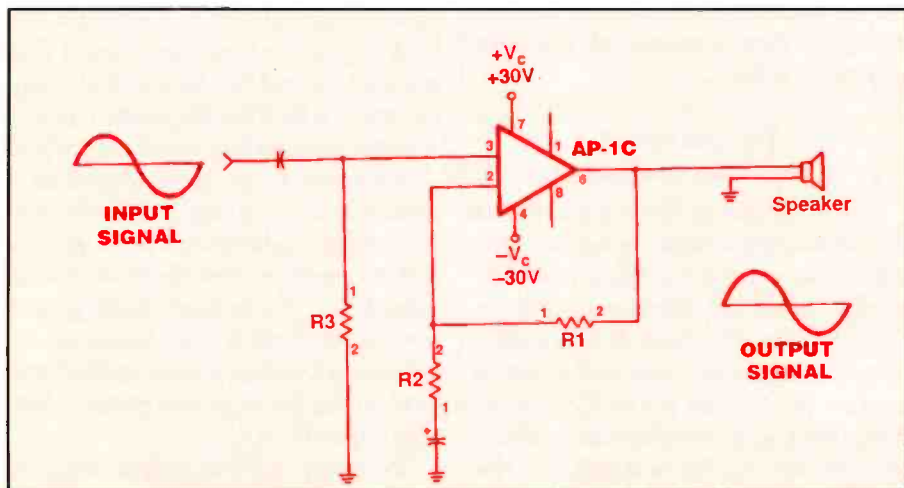 +Vc
+30V
7
1
AP-1C
3
2
6
8
4
−Vc
−30V
INPUT
SIGNAL
Speaker
1
R3
2
1
2
R1
2
R2
1
+
OUTPUT
SIGNAL